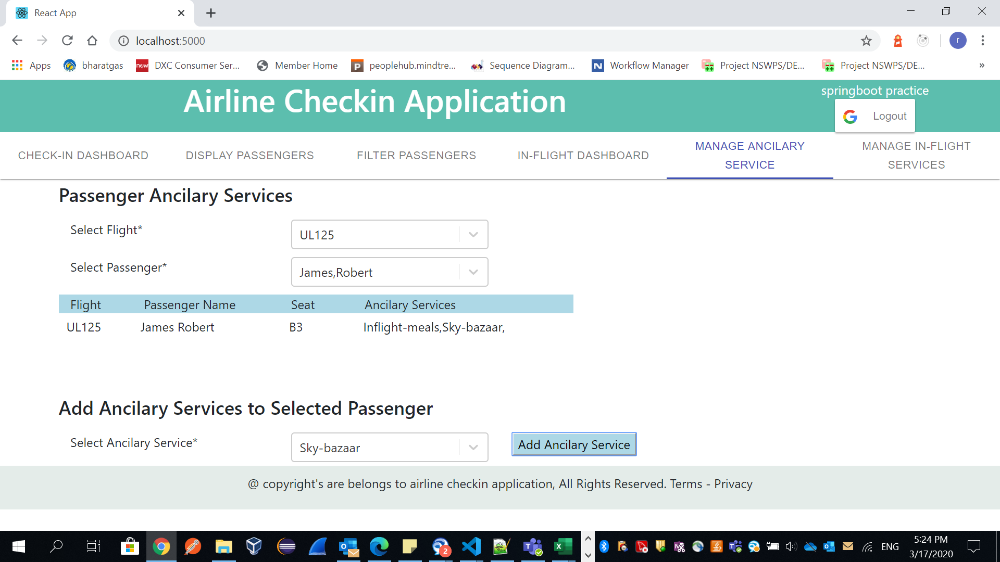 React App
localhost:5000
Apps bharatgas DXC Consumer Ser... Member Home peoplehub.mindtre... Sequence Diagram... Workflow Manager Project NSWPS/DE... Project NSWPS/DE... »
now
P
N
r
Airline Checkin Application
springboot practice
Logout
CHECK-IN DASHBOARD DISPLAY PASSENGERS FILTER PASSENGERS IN-FLIGHT DASHBOARD MANAGE ANCILARY SERVICE MANAGE IN-FLIGHT SERVICES
Passenger Ancilary Services
Select Flight* UL125
Select Passenger* James,Robert
Flight Passenger Name Seat Ancilary Services
UL125 James Robert B3 Inflight-meals,Sky-bazaar,
Add Ancilary Services to Selected Passenger
Select Ancilary Service* Sky-bazaar Add Ancilary Service
@ copyright's are belongs to airline checkin application, All Rights Reserved. Terms - Privacy
2
ENG
5:24 PM
3/17/2020